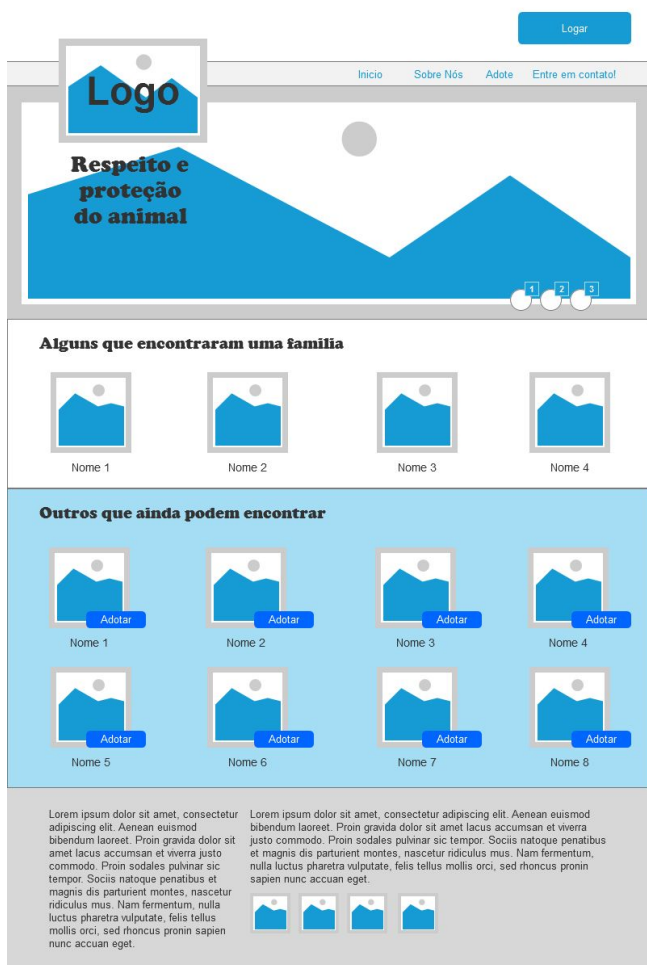 Logar
Inicio Sobre Nós Adote Entre em contato!
Logo
Respeito e
proteção
do animal
1 2 3
Alguns que encontraram uma familia
Nome 1 Nome 2 Nome 3 Nome 4
Outros que ainda podem encontrar
Adotar Adotar Adotar Adotar
Nome 1 Nome 2 Nome 3 Nome 4
Adotar Adotar Adotar Adotar
Nome 5 Nome 6 Nome 7 Nome 8
Lorem ipsum dolor sit amet, consectetur
adipiscing elit. Aenean euismod
bibendum laoreet. Proin gravida dolor sit
amet lacus accumsan et viverra justo
commodo. Proin sodales pulvinar sic
tempor. Sociis natoque penatibus et
magnis dis parturient montes, nascetur
ridiculus mus. Nam fermentum, nulla
luctus pharetra vulputate, felis tellus
mollis orci, sed rhoncus pronin sapien
nunc accuan eget.
Lorem ipsum dolor sit amet, consectetur adipiscing elit. Aenean euismod
bibendum laoreet. Proin gravida dolor sit amet lacus accumsan et viverra
justo commodo. Proin sodales pulvinar sic tempor. Sociis natoque penatibus
et magnis dis parturient montes, nascetur ridiculus mus. Nam fermentum,
nulla luctus pharetra vulputate, felis tellus mollis orci, sed rhoncus pronin
sapien nunc accuan eget.